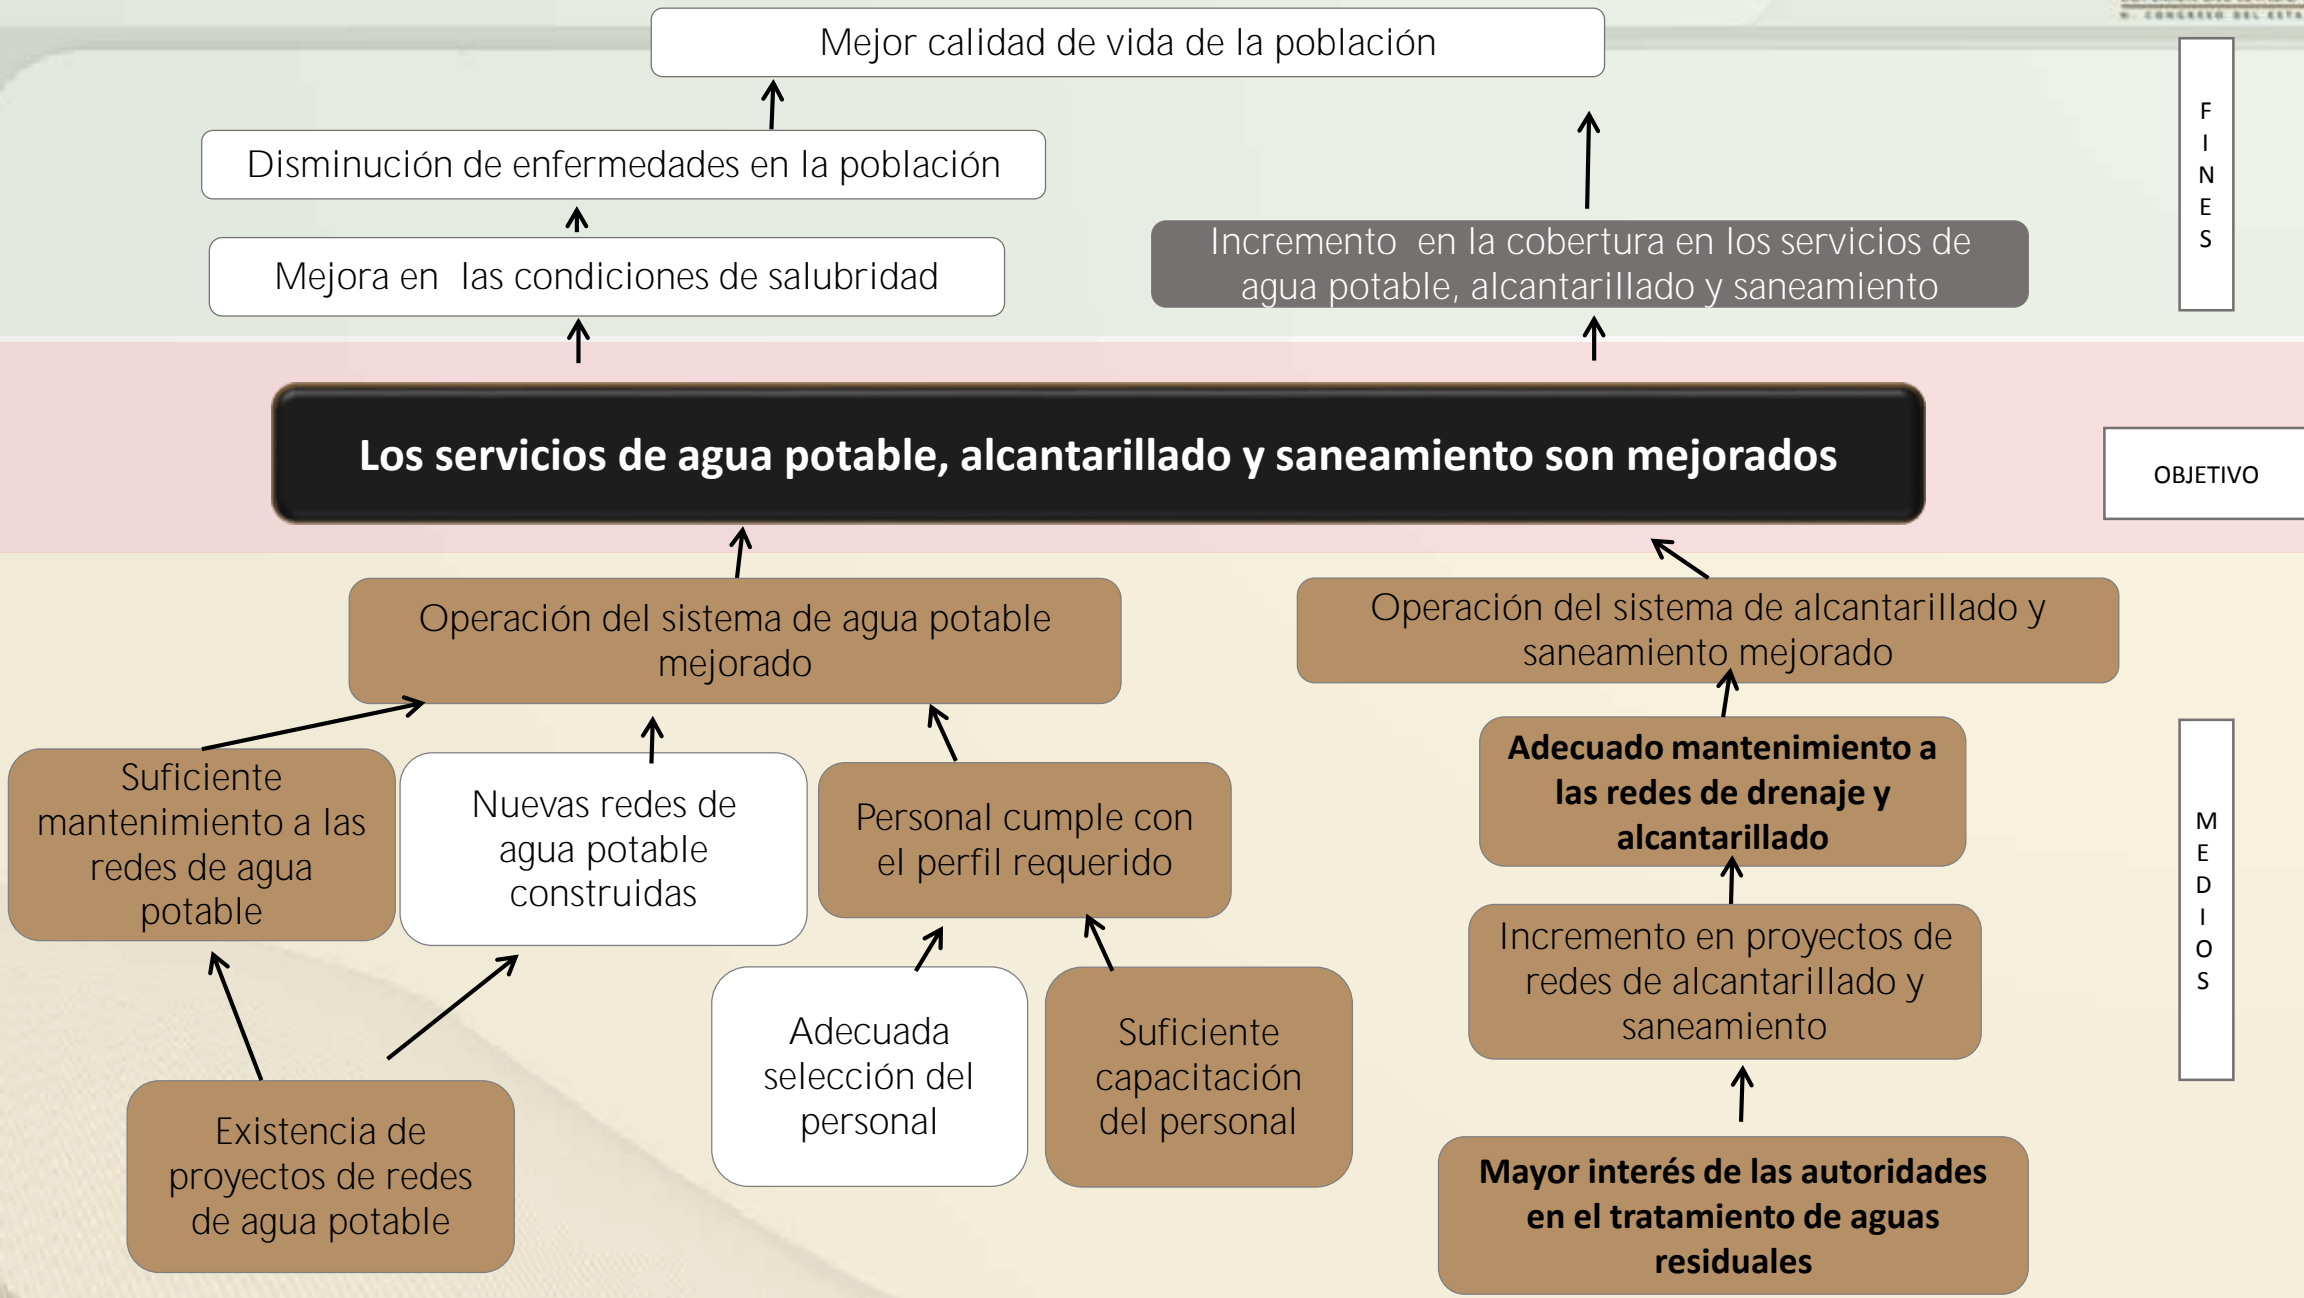 Mejor calidad de vida de la población
Disminución de enfermedades en la población
Mejora en las condiciones de salubridad
Incremento en la cobertura en los servicios de
agua potable, alcantarillado y saneamiento
F
I
N
E
S
Los servicios de agua potable, alcantarillado y saneamiento son mejorados
OBJETIVO
Operación del sistema de agua potable
mejorado
Operación del sistema de alcantarillado y
saneamiento mejorado
Suficiente
mantenimiento a las
redes de agua
potable
Nuevas redes de
agua potable
construidas
Personal cumple con
el perfil requerido
Adecuado mantenimiento a
las redes de drenaje y
alcantarillado
Incremento en proyectos de
redes de alcantarillado y
saneamiento
Adecuada
selección del
personal
Suficiente
capacitación
del personal
Existencia de
proyectos de redes
de agua potable
Mayor interés de las autoridades
en el tratamiento de aguas
residuales
M
E
D
I
O
S